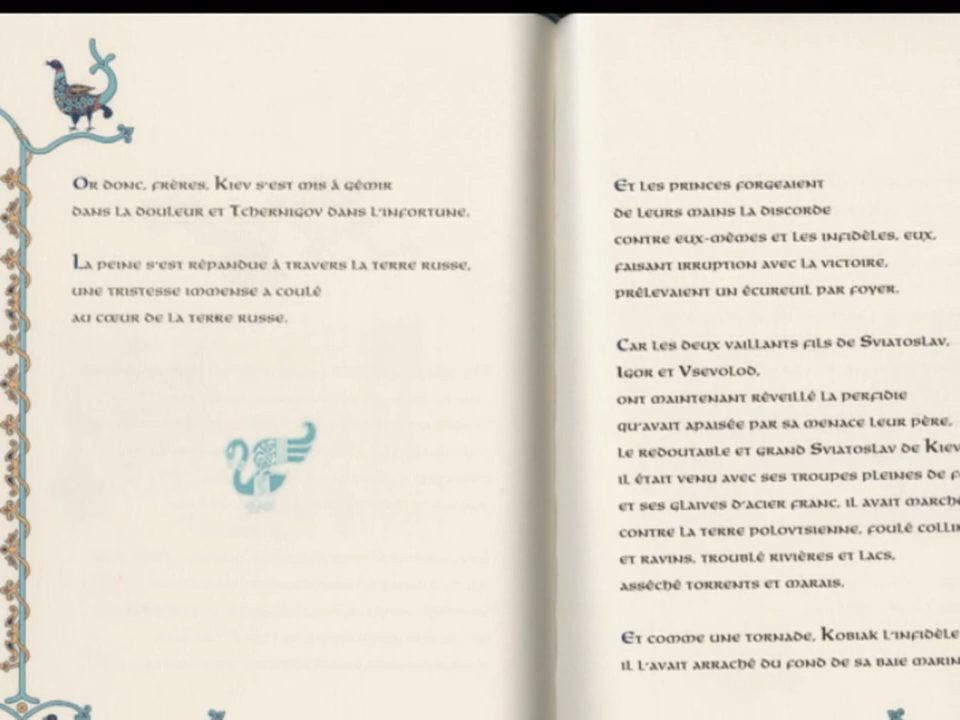 Or donc, frères, Kiev s'est mis à gémir
dans la douleur et Tchernigov dans l'infortune.
La peine s'est répandue à travers la terre russe,
une tristesse immense a coulé
au cœur de la terre russe.
Et les princes forgeaient
de leurs mains la discorde
contre eux-mêmes et les infidèles, eux,
faisant irruption avec la victoire,
prélevaient un écureuil par foyer.
Car les deux vaillants fils de Sviatoslav,
Igor et Vsevolod,
ont maintenant réveillé la perfidie
qu'avait apaisée par sa menace leur père,
le redoutable et grand Sviatoslav de Kiev
il était venu avec ses troupes pleines de
et ses glaives d'acier franc, il avait marché
contre la terre polovtsienne, foulé
et ravins, troublé rivières et lacs,
asséché torrents et marais.
Et comme une tornade, Kobiak l'infidèle
il l'avait arraché du fond de sa baie